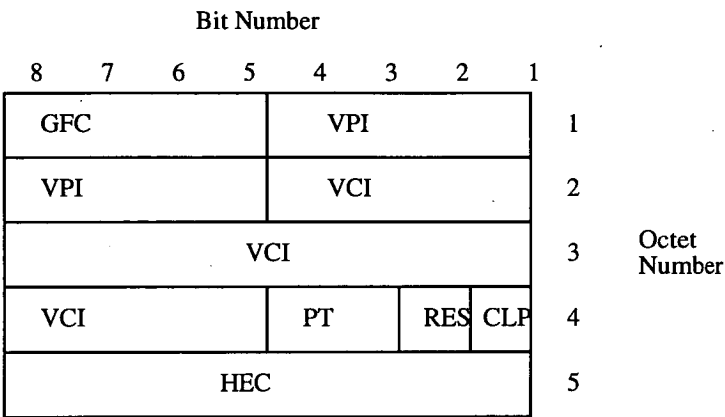 Bit Number
8 7 6 5 4 3 2 1
GFC VPI 1
VPI VCI 2
VCI 3
Octet
Number
VCI PT RES CLP 4
HEC 5